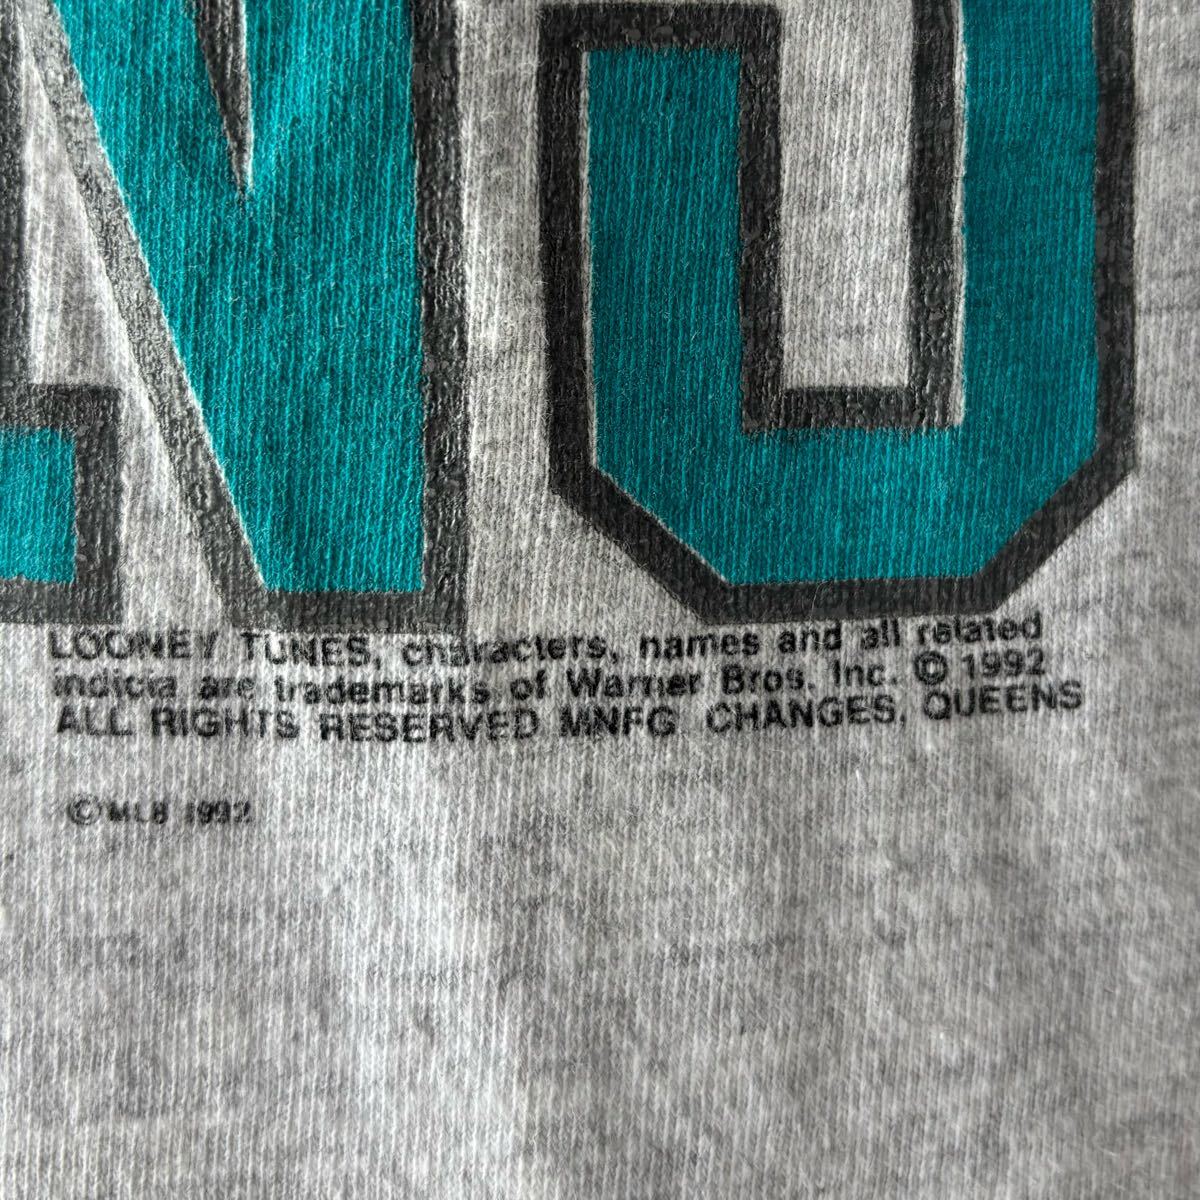 LOONEY TUNES, characters, names and all related
indicia are trademarks of Warner Bros. Inc. © 1992
ALL RIGHTS RESERVED MNFG CHANGES, QUEENS
© MLB 1992